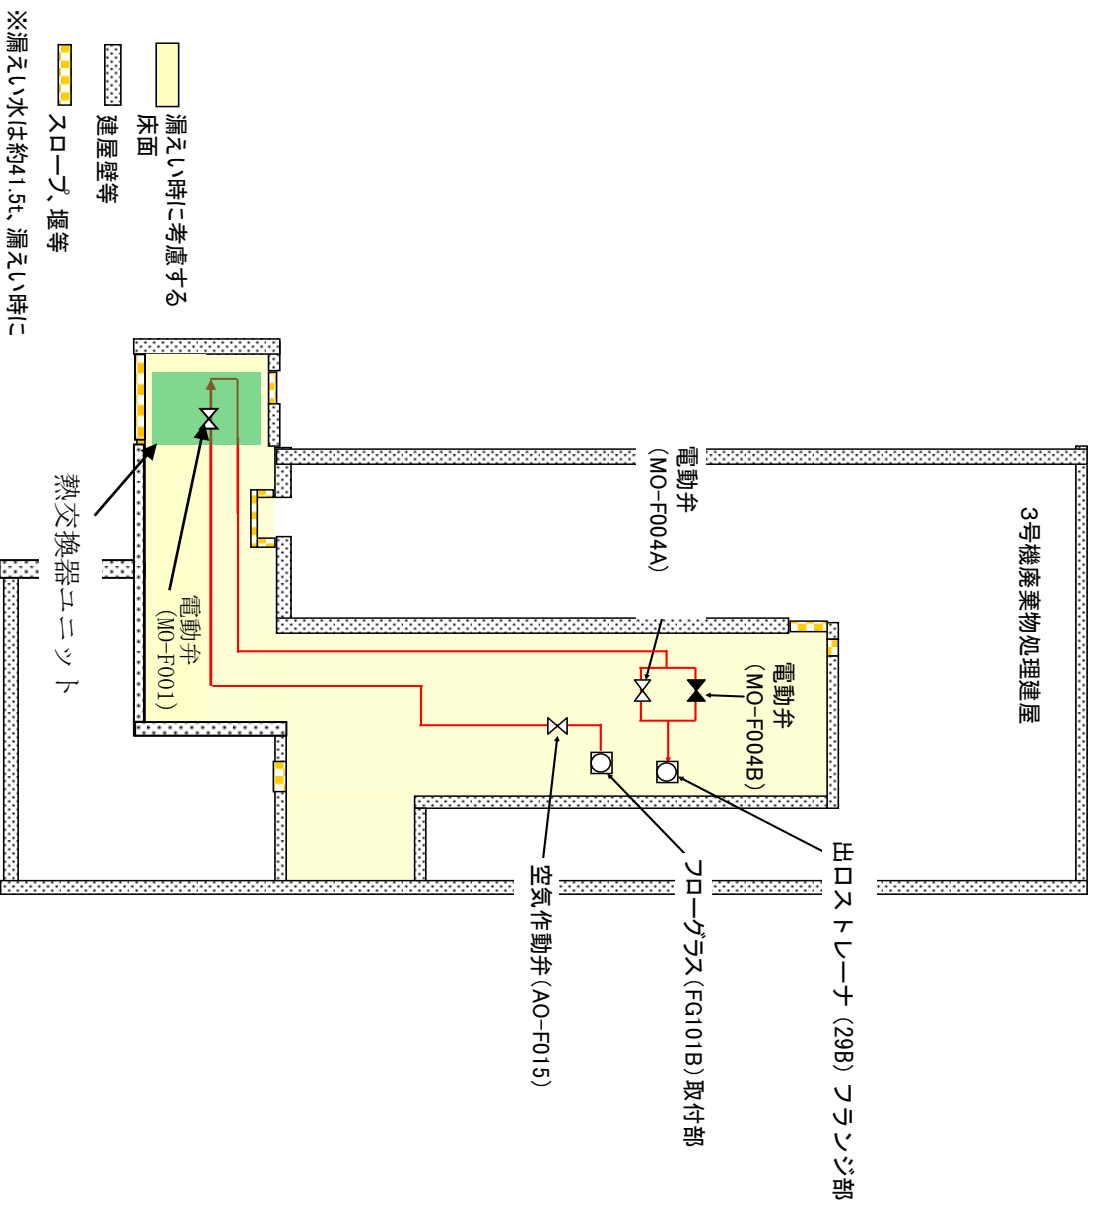 3号機廃棄物処理建屋
出口ストレーナ (29B) フランジ部
電動弁
(MO-F004B)
電動弁
(MO-F004A)
フローグラス(FG101B)取付部
空気作動弁(AO-F015)
電動弁
(MO-F001)
熱交換器ユニット
漏えい時に考慮する
床面
建屋壁等
スロープ、堰等
※漏えい水は約41.5t、漏えい時に